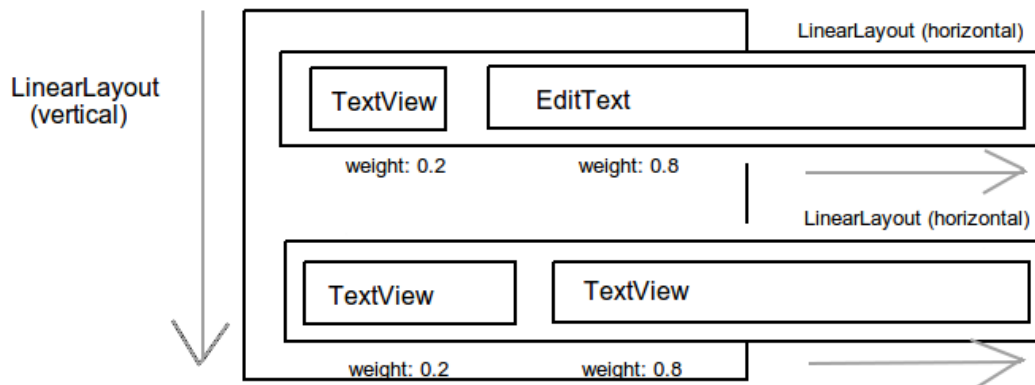 LinearLayout (horizontal)
LinearLayout
(vertical)
TextView
EditText
weight: 0.2
weight: 0.8
LinearLayout (horizontal)
TextView
TextView
weight: 0.2
weight: 0.8